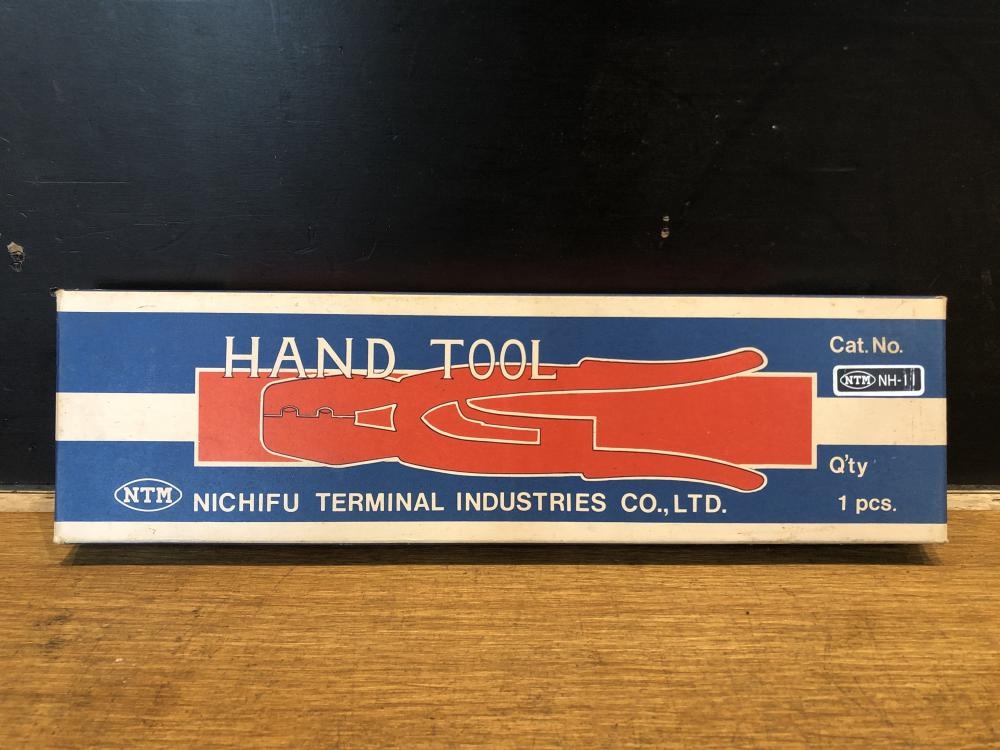 HAND TOOL
Cat. No.
NTM NH-11
Q'ty
1 pcs.
NTM NICHIFU TERMINAL INDUSTRIES CO., LTD.